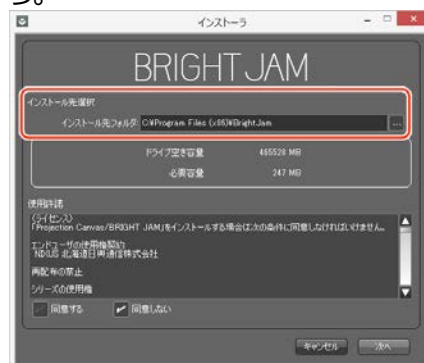 う。
インストーラ
BRIGHT JAM
インストール先選択
インストール先フォルダ C:¥Program Files (x86)¥BrightJam ...
ドライブ空き容量 465528 MB
必要容量 247 MB
使用許諾
(ライセンス)
「Projection Canvas/BRIGHT JAM」をインストールする場合は次の条件に同意しなければいけません。
エンドユーザの使用権契約
NDIUS 北海道日興通信株式会社
再配布の禁止
シリーズの使用権
同意する 同意しない
キャンセル 次へ